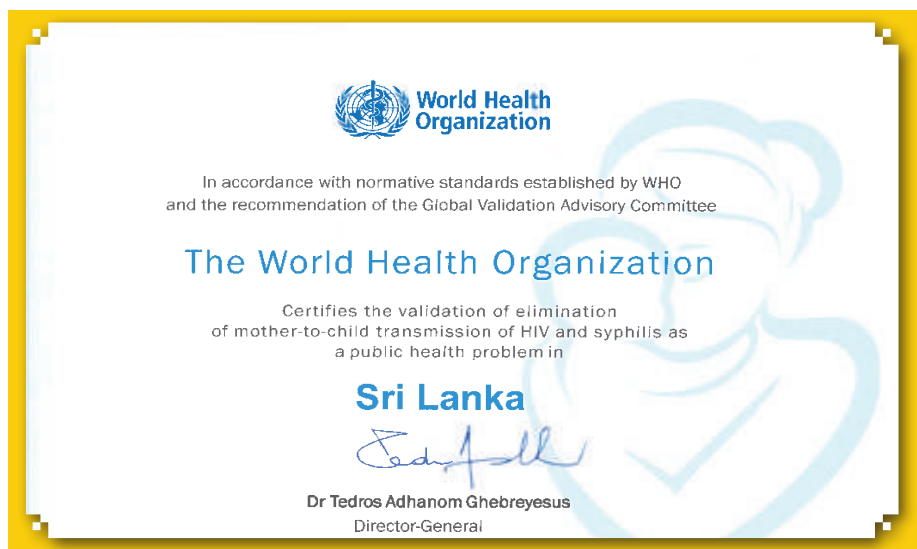 World Health
Organization
In accordance with normative standards established by WHO
and the recommendation of the Global Validation Advisory Committee
The World Health Organization
Certifies the validation of elimination
of mother-to-child transmission of HIV and syphilis as
a public health problem in
Sri Lanka
Dr Tedros Adhanom Ghebreyesus
Director-General